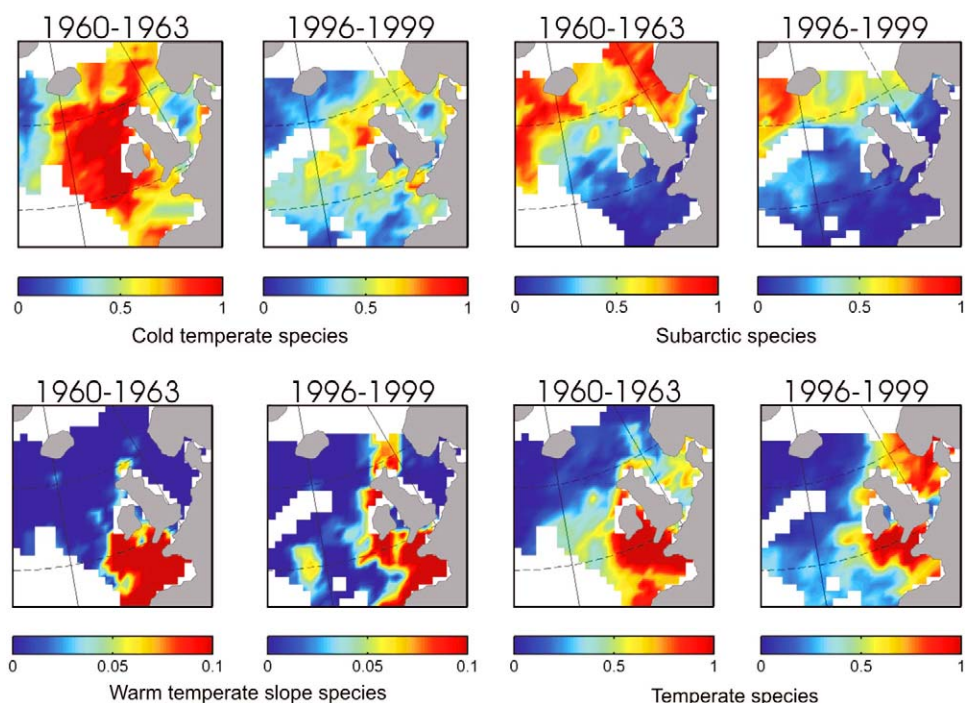 1960-1963 1996-1999 1960-1963 1996-1999
0 0.5 1 0 0.5 1 0 0.5 1 0 0.5 1
Cold temperate species Subarctic species
1960-1963 1996-1999 1960-1963 1996-1999
0 0.05 0.1 0 0.05 0.1 0 0.5 1 0 0.5 1
Warm temperate slope species Temperate species